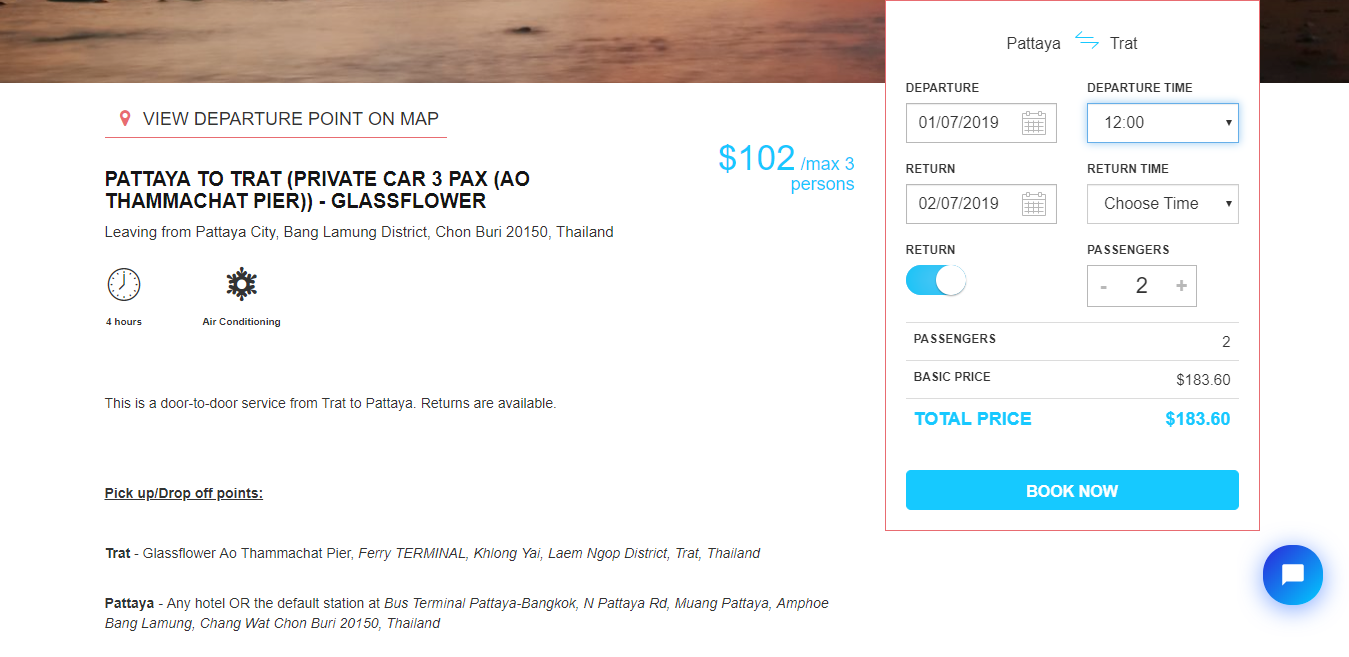 VIEW DEPARTURE POINT ON MAP
$102 /max 3
persons
PATTAYA TO TRAT (PRIVATE CAR 3 PAX (AO
THAMMACHAT PIER)) - GLASSFLOWER
Leaving from Pattaya City, Bang Lamung District, Chon Buri 20150, Thailand
4 hours
Air Conditioning
This is a door-to-door service from Trat to Pattaya. Returns are available.
Pick up/Drop off points:
Trat - Glassflower Ao Thammachat Pier, Ferry TERMINAL, Khlong Yai, Laem Ngop District, Trat, Thailand
Pattaya - Any hotel OR the default station at Bus Terminal Pattaya-Bangkok, N Pattaya Rd, Muang Pattaya, Amphoe
Bang Lamung, Chang Wat Chon Buri 20150, Thailand
Pattaya Trat
DEPARTURE DEPARTURE TIME
01/07/2019 12:00
RETURN RETURN TIME
02/07/2019 Choose Time
RETURN PASSENGERS
- 2 +
PASSENGERS 2
BASIC PRICE $183.60
TOTAL PRICE $183.60
BOOK NOW